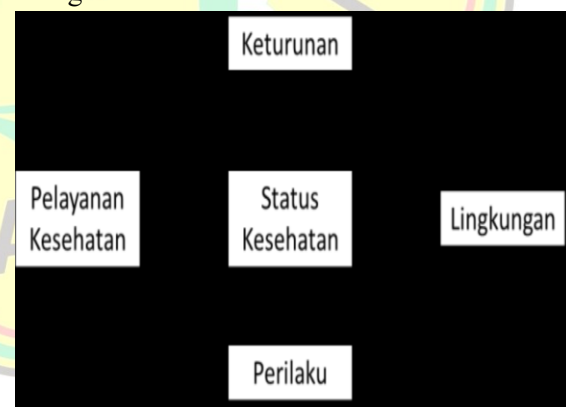 Keturunan
Pelayanan
Kesehatan
Status
Kesehatan
Lingkungan
Perilaku